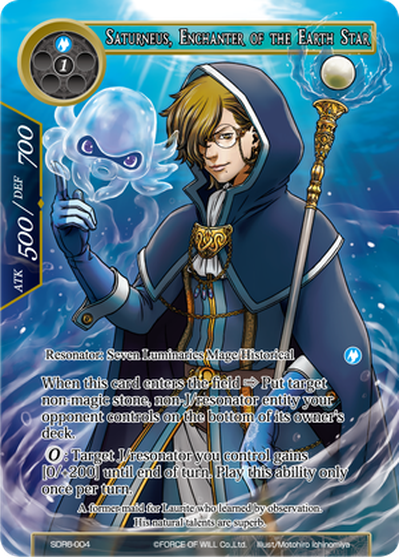 Saturneus, Enchanter of the Earth Star
1
ATK 500 / DEF 700
Resonator: Seven Luminaries Mage/Historical
When this card enters the field ⇨ Put target
non-magic stone, non-J/resonator entity your
opponent controls on the bottom of its owner's
deck.
0 : Target J/resonator you control gains
[0/+200] until end of turn. Play this ability only
once per turn.
A former maid for Laurite who learned by observation.
His natural talents are superb.
SDR6-004 ©FORCE OF WILL Co.,Ltd. Illust/Motohiro Ichinomiya